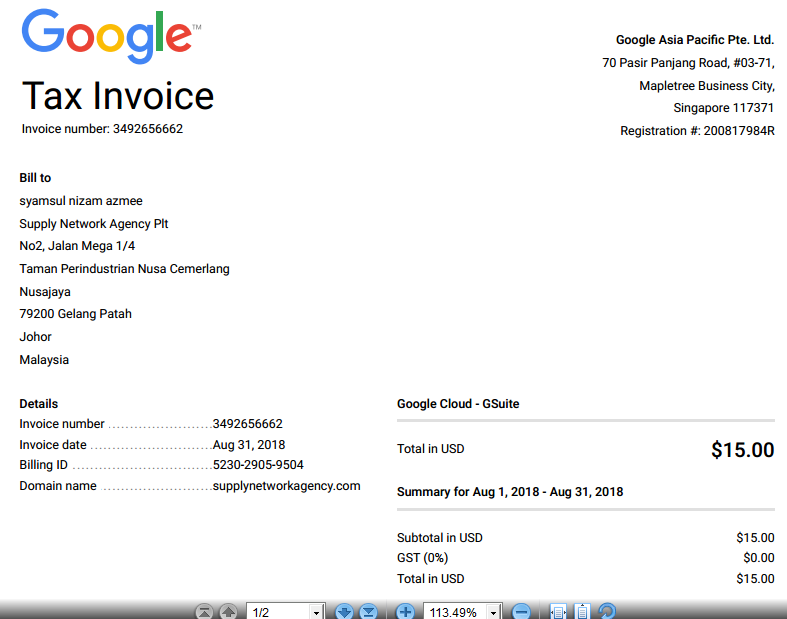 Google™
Tax Invoice
Invoice number: 3492656662
Google Asia Pacific Pte. Ltd.
70 Pasir Panjang Road, #03-71,
Mapletree Business City,
Singapore 117371
Registration #: 200817984R
Bill to
syamsul nizam azmee
Supply Network Agency Plt
No2, Jalan Mega 1/4
Taman Perindustrian Nusa Cemerlang
Nusajaya
79200 Gelang Patah
Johor
Malaysia
Details
Invoice number ........................3492656662
Invoice date ............................Aug 31, 2018
Billing ID ................................5230-2905-9504
Domain name .........................supplynetworkagency.com
Google Cloud - GSuite
Total in USD $15.00
Summary for Aug 1, 2018 - Aug 31, 2018
Subtotal in USD $15.00
GST (0%) $0.00
Total in USD $15.00
1/2 113.49%